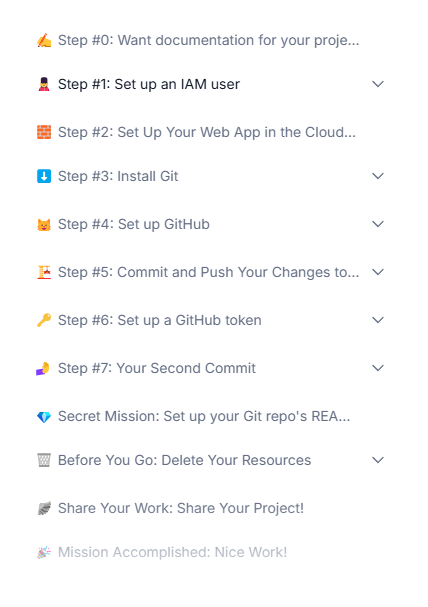 Step #0: Want documentation for your proje...
Step #1: Set up an IAM user
Step #2: Set Up Your Web App in the Cloud...
Step #3: Install Git
Step #4: Set up GitHub
Step #5: Commit and Push Your Changes to...
Step #6: Set up a GitHub token
Step #7: Your Second Commit
Secret Mission: Set up your Git repo's REA...
Before You Go: Delete Your Resources
Share Your Work: Share Your Project!
Mission Accomplished: Nice Work!